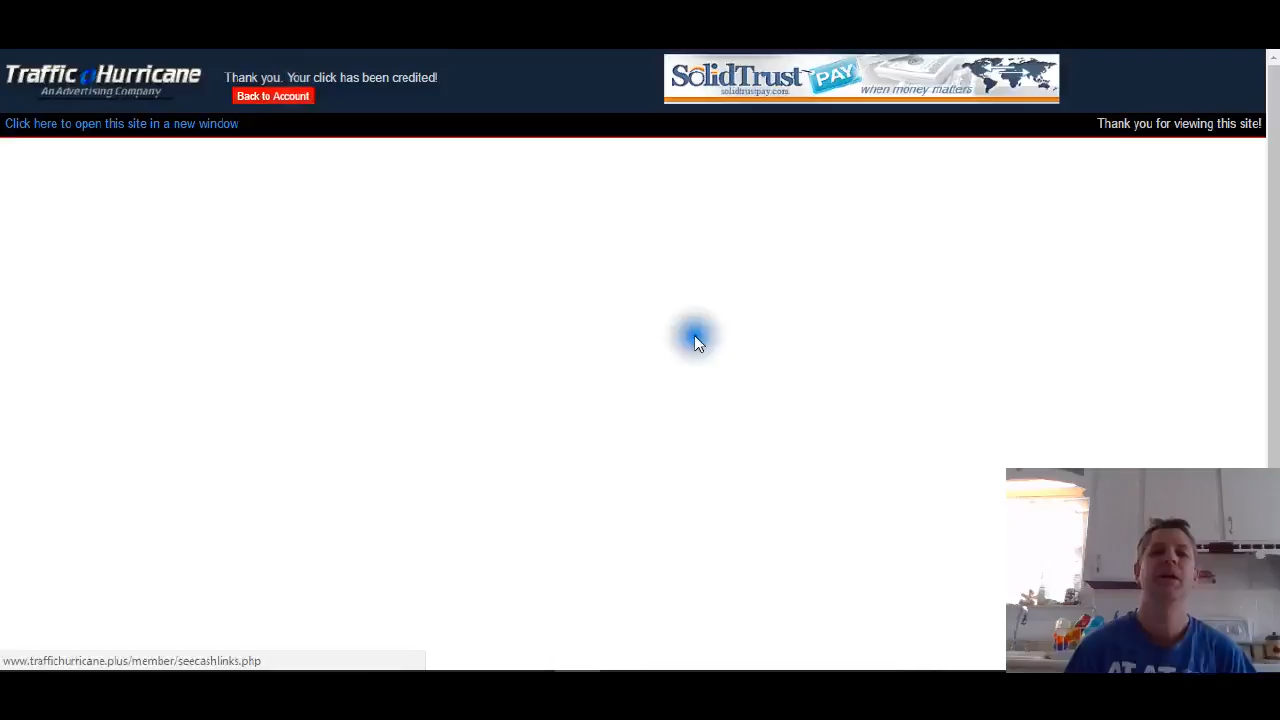 Traffic Hurricane
An Advertising Company
Thank you. Your click has been credited!
Back to Account
SolidTrust PAY
solidtrustpay.com
when money matters
Click here to open this site in a new window
Thank you for viewing this site!
www.traffichurricane.plus/member/seecashlinks.php
AT AT